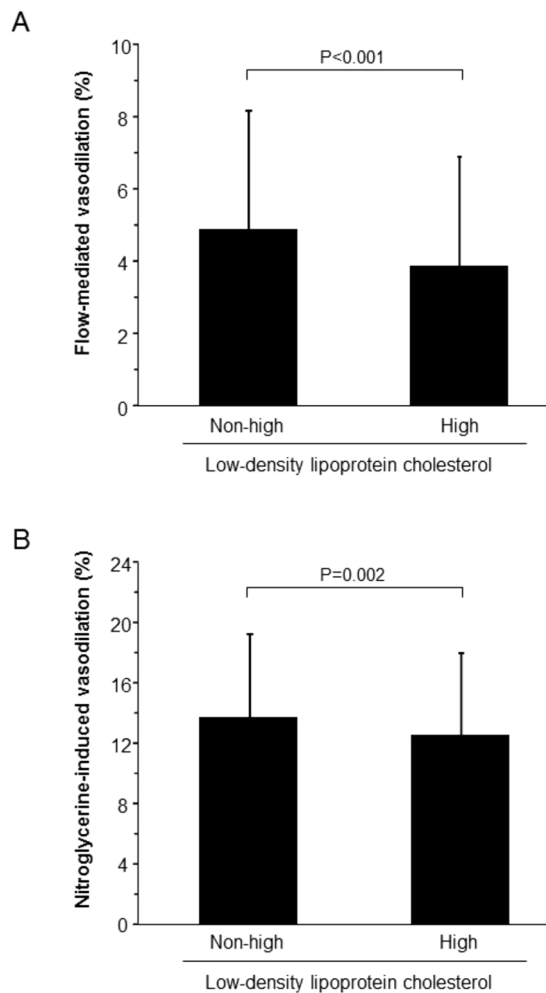 A
Flow-mediated vasodilation (%)
10
8
6
4
2
0
P<0.001
Non-high High
Low-density lipoprotein cholesterol
B
Nitroglycerine-induced vasodilation (%)
24
20
16
12
8
4
0
P=0.002
Non-high High
Low-density lipoprotein cholesterol